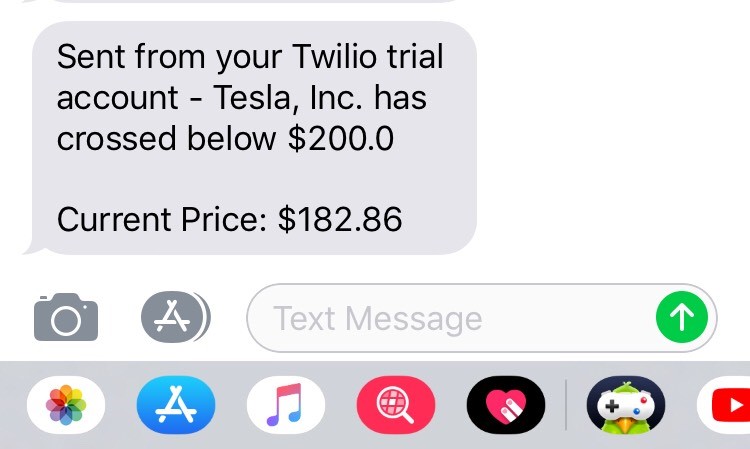 Sent from your Twilio trial
account - Tesla, Inc. has
crossed below $200.0
Current Price: $182.86
Text Message